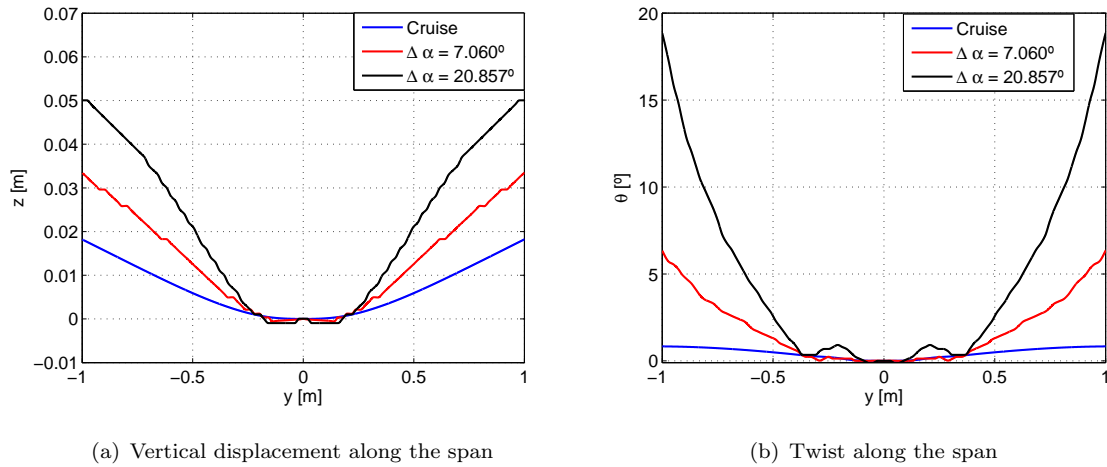 0.07
0.06
0.05
0.04
0.03
0.02
0.01
0
−0.01
z [m]
−1
−0.5
0
0.5
1
y [m]
Cruise
Δ α = 7.060º
Δ α = 20.857º
(a) Vertical displacement along the span
20
15
10
5
0
θ [º]
−1
−0.5
0
0.5
1
y [m]
Cruise
Δ α = 7.060º
Δ α = 20.857º
(b) Twist along the span